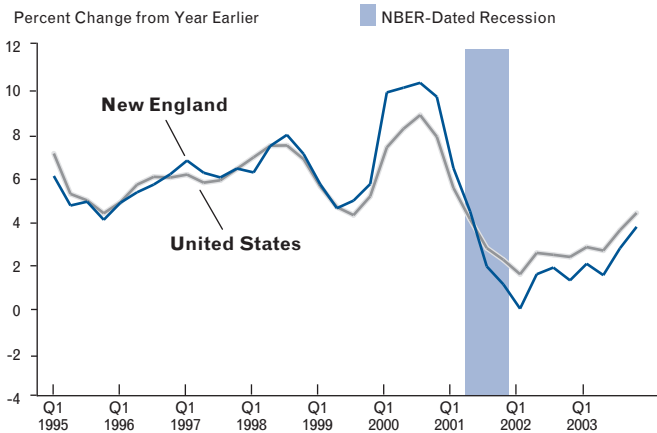 Percent Change from Year Earlier
NBER-Dated Recession
12
10
8
6
4
2
0
-2
-4
New England
United States
Q1 Q1 Q1 Q1 Q1 Q1 Q1 Q1 Q1
1995 1996 1997 1998 1999 2000 2001 2002 2003